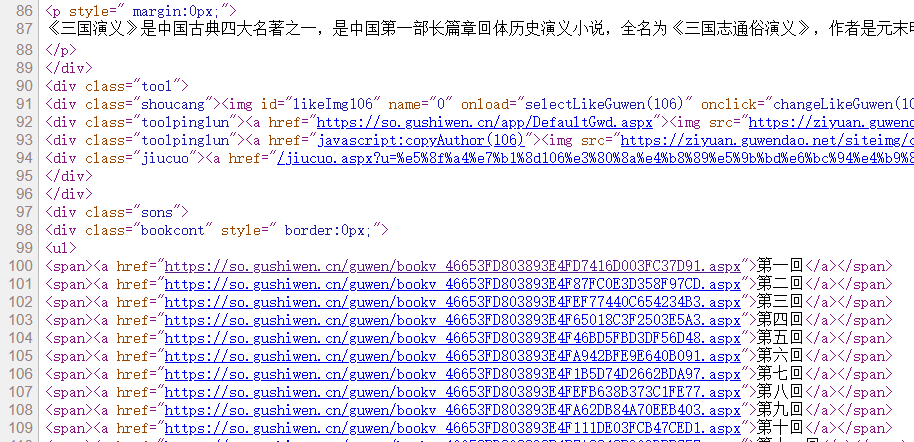 86 <p style=" margin:0px;">
87 《三国演义》是中国古典四大名著之一，是中国第一部长篇章回体历史演义小说，全名为《三国志通俗演义》，作者是元末
88 </p>
89 </div>
90 <div class="tool">
91 <div class="shoucang"><img id="likeImg106" name="0" onload="selectLikeGuwen(106)" onclick="changeLikeGuwen(10
92 <div class="toolpinglun"><a href="https://so.gushiwen.cn/app/DefaultGwd.aspx"><img src="https://ziyuan.guwend
93 <div class="toolpinglun"><a href="javascript:copyAuthor(106)"><img src="https://ziyuan.guwendao.net/siteimg/c
94 <div class="jiucuo"><a href="/jiucuo.aspx?u=%e5%8f%a4%e7%b1%8d106%e3%80%8a%e4%b8%89%e5%9b%bd%e6%bc%94%e4%b9%8
95 </div>
96 </div>
97 <div class="sons">
98 <div class="bookcont" style=" border:0px;">
99 <ul>
100 <span><a href="https://so.gushiwen.cn/guwen/bookv_46653FD803893E4FD7416D003FC37D91.aspx">第一回</a></span>
101 <span><a href="https://so.gushiwen.cn/guwen/bookv_46653FD803893E4F87FC0E3D358F97CD.aspx">第二回</a></span>
102 <span><a href="https://so.gushiwen.cn/guwen/bookv_46653FD803893E4FEF77440C654234B3.aspx">第三回</a></span>
103 <span><a href="https://so.gushiwen.cn/guwen/bookv_46653FD803893E4F65018C3F2503E5A3.aspx">第四回</a></span>
104 <span><a href="https://so.gushiwen.cn/guwen/bookv_46653FD803893E4F46BD5FBD3DF56D48.aspx">第五回</a></span>
105 <span><a href="https://so.gushiwen.cn/guwen/bookv_46653FD803893E4FA942BFE9E640B091.aspx">第六回</a></span>
106 <span><a href="https://so.gushiwen.cn/guwen/bookv_46653FD803893E4F1B5D74D2662BDA97.aspx">第七回</a></span>
107 <span><a href="https://so.gushiwen.cn/guwen/bookv_46653FD803893E4FEFB638B373C1FE77.aspx">第八回</a></span>
108 <span><a href="https://so.gushiwen.cn/guwen/bookv_46653FD803893E4FA62DB84A70EEB403.aspx">第九回</a></span>
109 <span><a href="https://so.gushiwen.cn/guwen/bookv_46653FD803893E4F111DE03FCB47CED1.aspx">第十回</a></span>